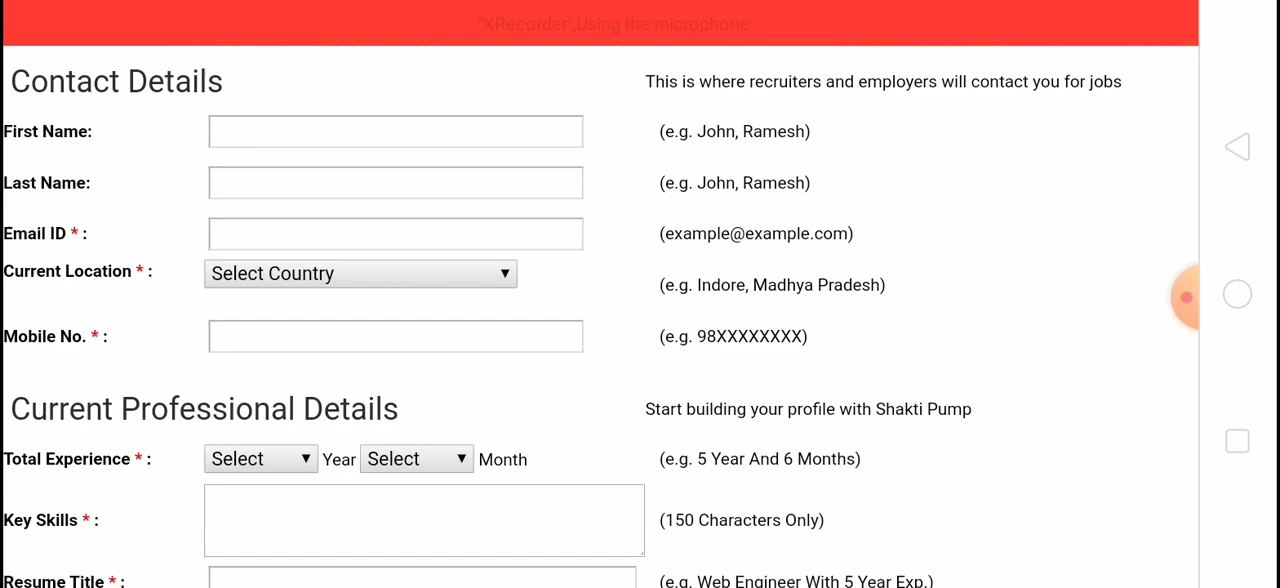 "XRecorder",Using the microphone
Contact Details This is where recruiters and employers will contact you for jobs
First Name: (e.g. John, Ramesh)
Last Name: (e.g. John, Ramesh)
Email ID * : (example@example.com)
Current Location * : Select Country (e.g. Indore, Madhya Pradesh)
Mobile No. * : (e.g. 98XXXXXXXX)
Current Professional Details Start building your profile with Shakti Pump
Total Experience * : Select Year Select Month (e.g. 5 Year And 6 Months)
Key Skills * : (150 Characters Only)
Resume Title * : (e.g. Web Engineer With 5 Year Exp.)